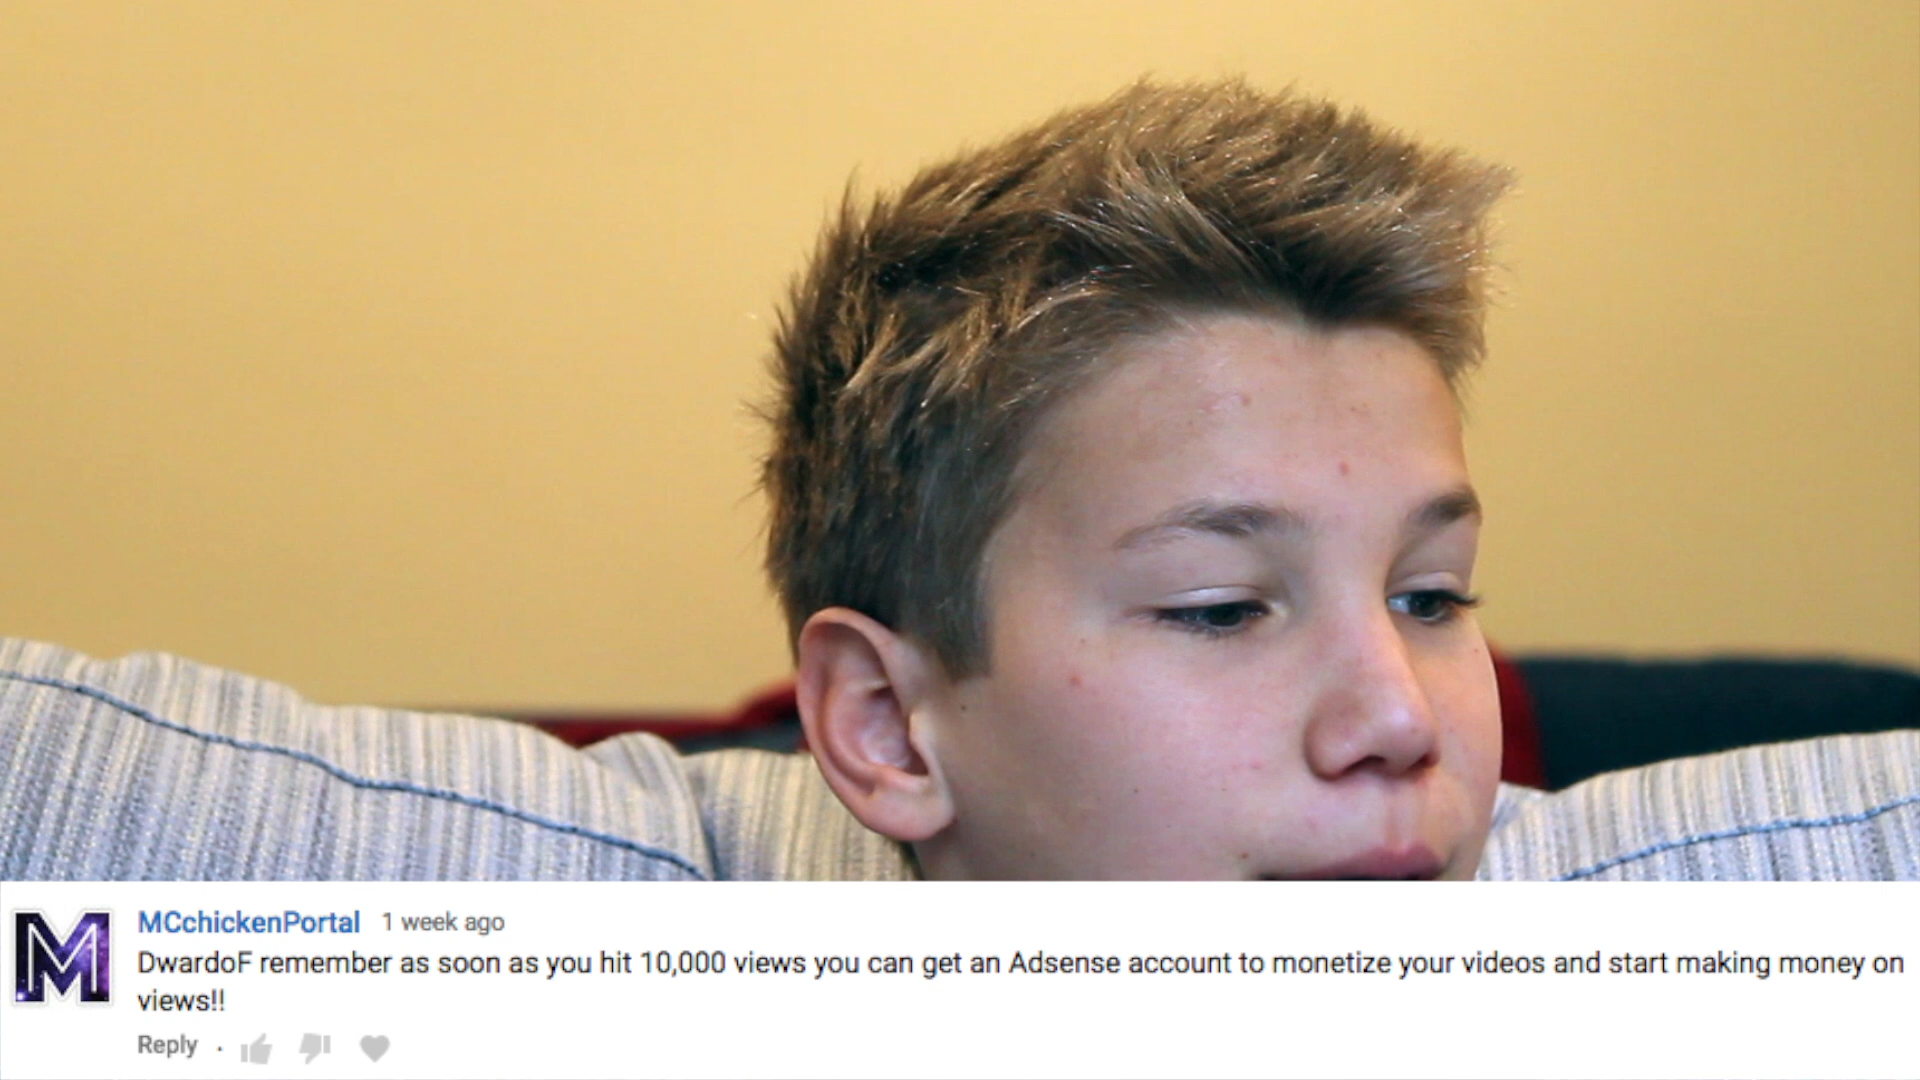 M
MCchickenPortal 1 week ago
DwardoF remember as soon as you hit 10,000 views you can get an Adsense account to monetize your videos and start making money on
views!!
Reply ·